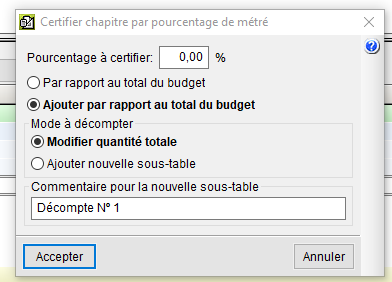 Certifier chapitre par pourcentage de métré
Pourcentage à certifier: 0,00 %
Par rapport au total du budget
Ajouter par rapport au total du budget
Mode à décompter
Modifier quantité totale
Ajouter nouvelle sous-table
Commentaire pour la nouvelle sous-table
Décompte Nº 1
Accepter Annuler